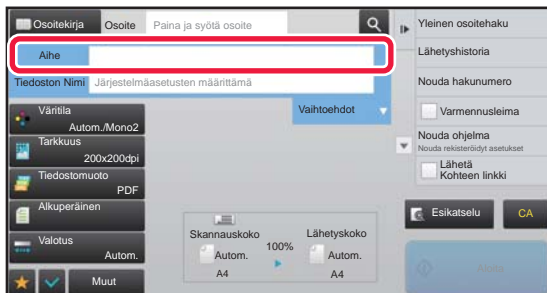 Osoitekirja
Osoite
Paina ja syötä osoite
Aihe
Tiedoston Nimi
Järjestelmäasetusten määrittämä
Väritila
Autom./Mono2
Tarkkuus
200x200dpi
Tiedostomuoto
PDF
Alkuperäinen
Valotus
Autom.
Muut
Vaihtoehdot
Skannauskoko
Autom.
A4
100%
Lähetyskoko
Autom.
A4
Yleinen osoitehaku
Lähetyshistoria
Nouda hakunumero
Varmennusleima
Nouda ohjelma
Nouda rekisteröidyt asetukset
Lähetä
Kohteen linkki
Esikatselu
CA
Aloita